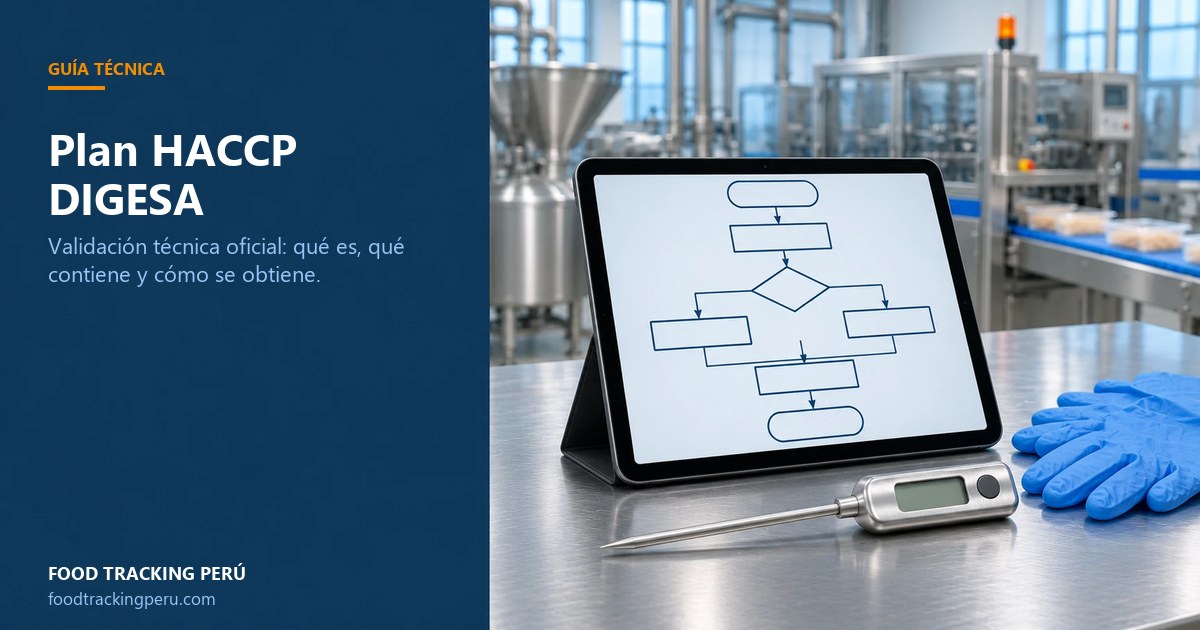 GUÍA TÉCNICA
Plan HACCP
DIGESA
Validación técnica oficial: qué es, qué
contiene y cómo se obtiene.
FOOD TRACKING PERÚ
foodtrackingperu.com